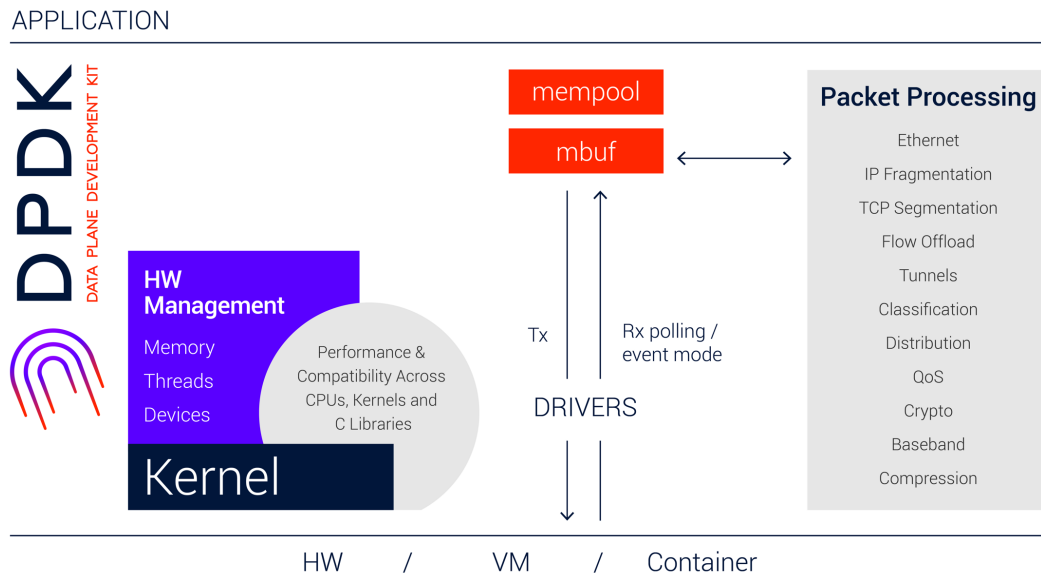 APPLICATION
DPDK
DATA PLANE DEVELOPMENT KIT
HW
Management
Memory
Threads
Devices
Performance &
Compatibility Across
CPUs, Kernels and
C Libraries
Kernel
mempool
mbuf
Tx
Rx polling /
event mode
DRIVERS
Packet Processing
Ethernet
IP Fragmentation
TCP Segmentation
Flow Offload
Tunnels
Classification
Distribution
QoS
Crypto
Baseband
Compression
HW / VM / Container